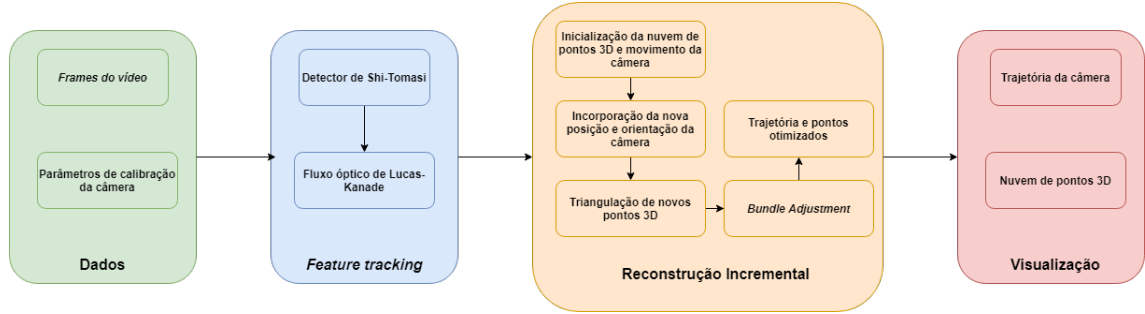 Frames do vídeo
Parâmetros de calibração
da câmera
Dados
Detector de Shi-Tomasi
Fluxo óptico de Lucas-
Kanade
Feature tracking
Inicialização da nuvem de
pontos 3D e movimento da
câmera
Incorporação da nova
posição e orientação da
câmera
Triangulação de novos
pontos 3D
Bundle Adjustment
Trajetória e pontos
otimizados
Reconstrução Incremental
Trajetória da câmera
Nuvem de pontos 3D
Visualização